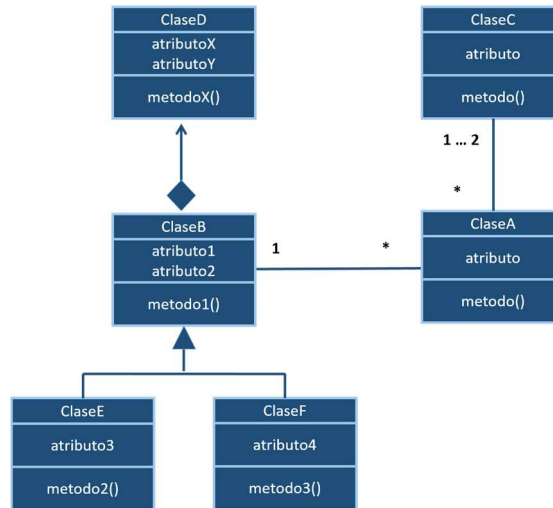 ClaseD
atributoX
atributoY
metodoX()
ClaseC
atributo
metodo()
1 ... 2
*
ClaseB
atributo1
atributo2
metodo1()
1
*
ClaseA
atributo
metodo()
ClaseE
atributo3
metodo2()
ClaseF
atributo4
metodo3()